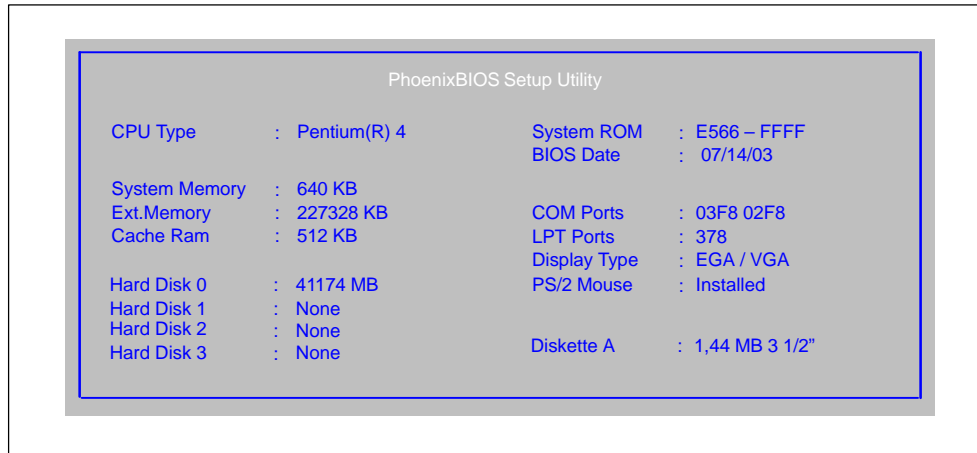 PhoenixBIOS Setup Utility
CPU Type : Pentium(R) 4 System ROM : E566 – FFFF
BIOS Date : 07/14/03
System Memory : 640 KB
Ext.Memory : 227328 KB COM Ports : 03F8 02F8
Cache Ram : 512 KB LPT Ports : 378
Display Type : EGA / VGA
Hard Disk 0 : 41174 MB PS/2 Mouse : Installed
Hard Disk 1 : None
Hard Disk 2 : None
Hard Disk 3 : None Diskette A : 1,44 MB 3 1/2”